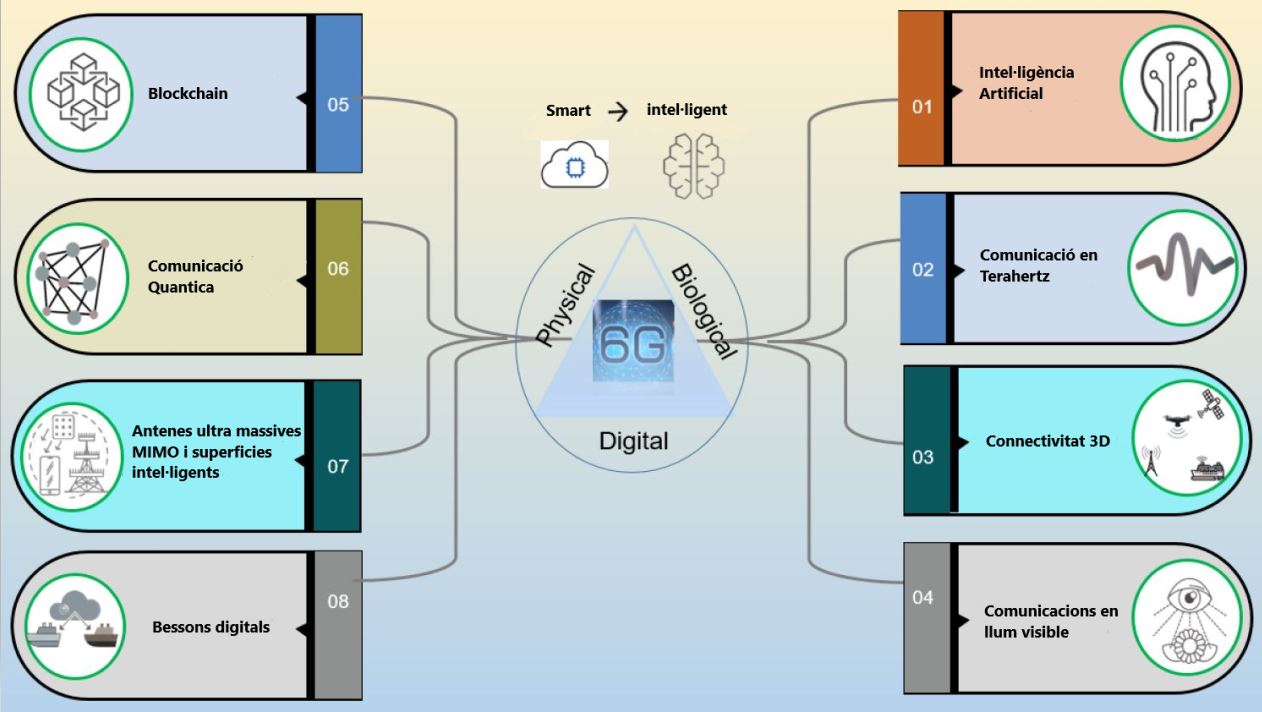 Blockchain
05
Comunicació
Quantica
06
Antenes ultra massives
MIMO i superficies
intel·ligents
07
Bessons digitals
08
Smart → intel·ligent
Physical
Biological
6G
Digital
01
Intel·ligència
Artificial
02
Comunicació en
Terahertz
03
Connectivitat 3D
04
Comunicacions en
llum visible